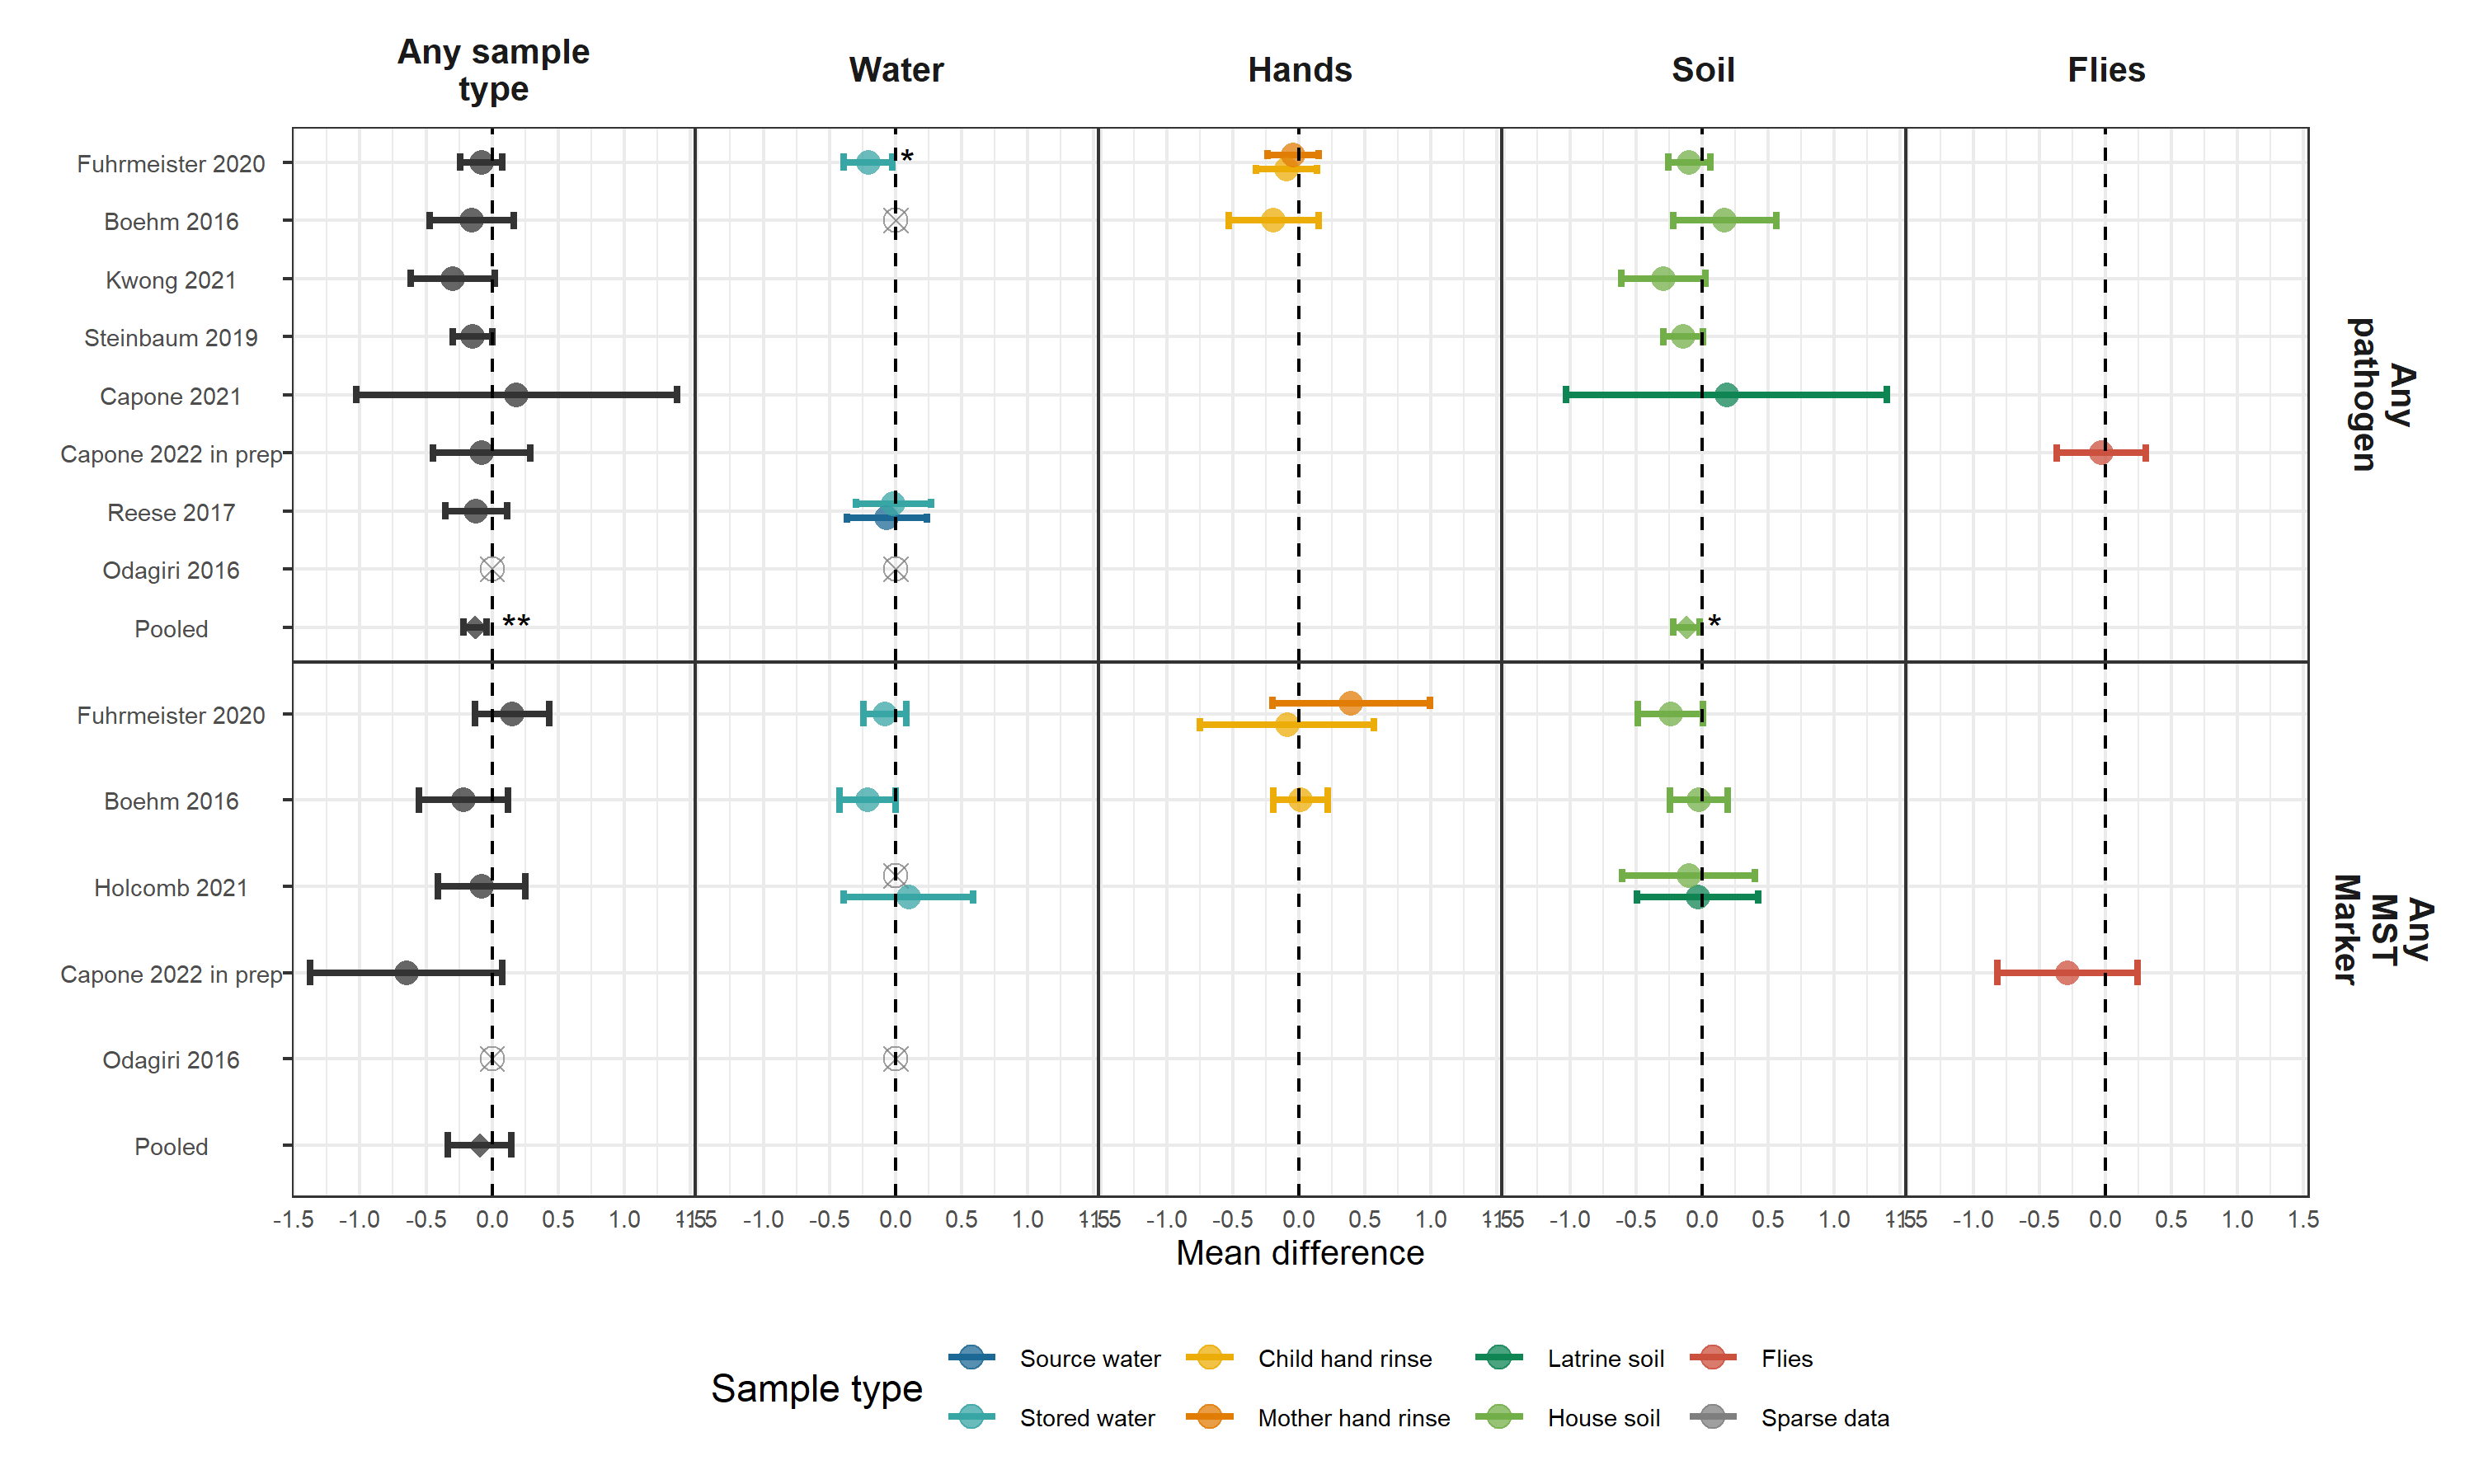 Any sample
type
Water
Hands
Soil
Flies
Fuhrmeister 2020
*
Boehm 2016
Kwong 2021
Steinbaum 2019
Capone 2021
Capone 2022 in prep
Reese 2017
Odagiri 2016
Pooled
**
*
Any
pathogen
Fuhrmeister 2020
Boehm 2016
Holcomb 2021
Capone 2022 in prep
Odagiri 2016
Pooled
Any
MST
Marker
-1.5 -1.0 -0.5 0.0 0.5 1.0 -1.0 -0.5 0.0 0.5 1.0 -1.0 -0.5 0.0 0.5 1.0 -1.0 -0.5 0.0 0.5 1.0 -1.0 -0.5 0.0 0.5 1.0 1.5
Mean difference
Sample type
Source water Child hand rinse Latrine soil Flies
Stored water Mother hand rinse House soil Sparse data